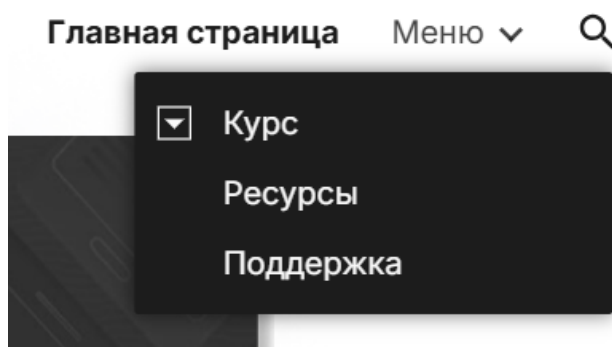 Главная страница Меню
Курс
Ресурсы
Поддержка